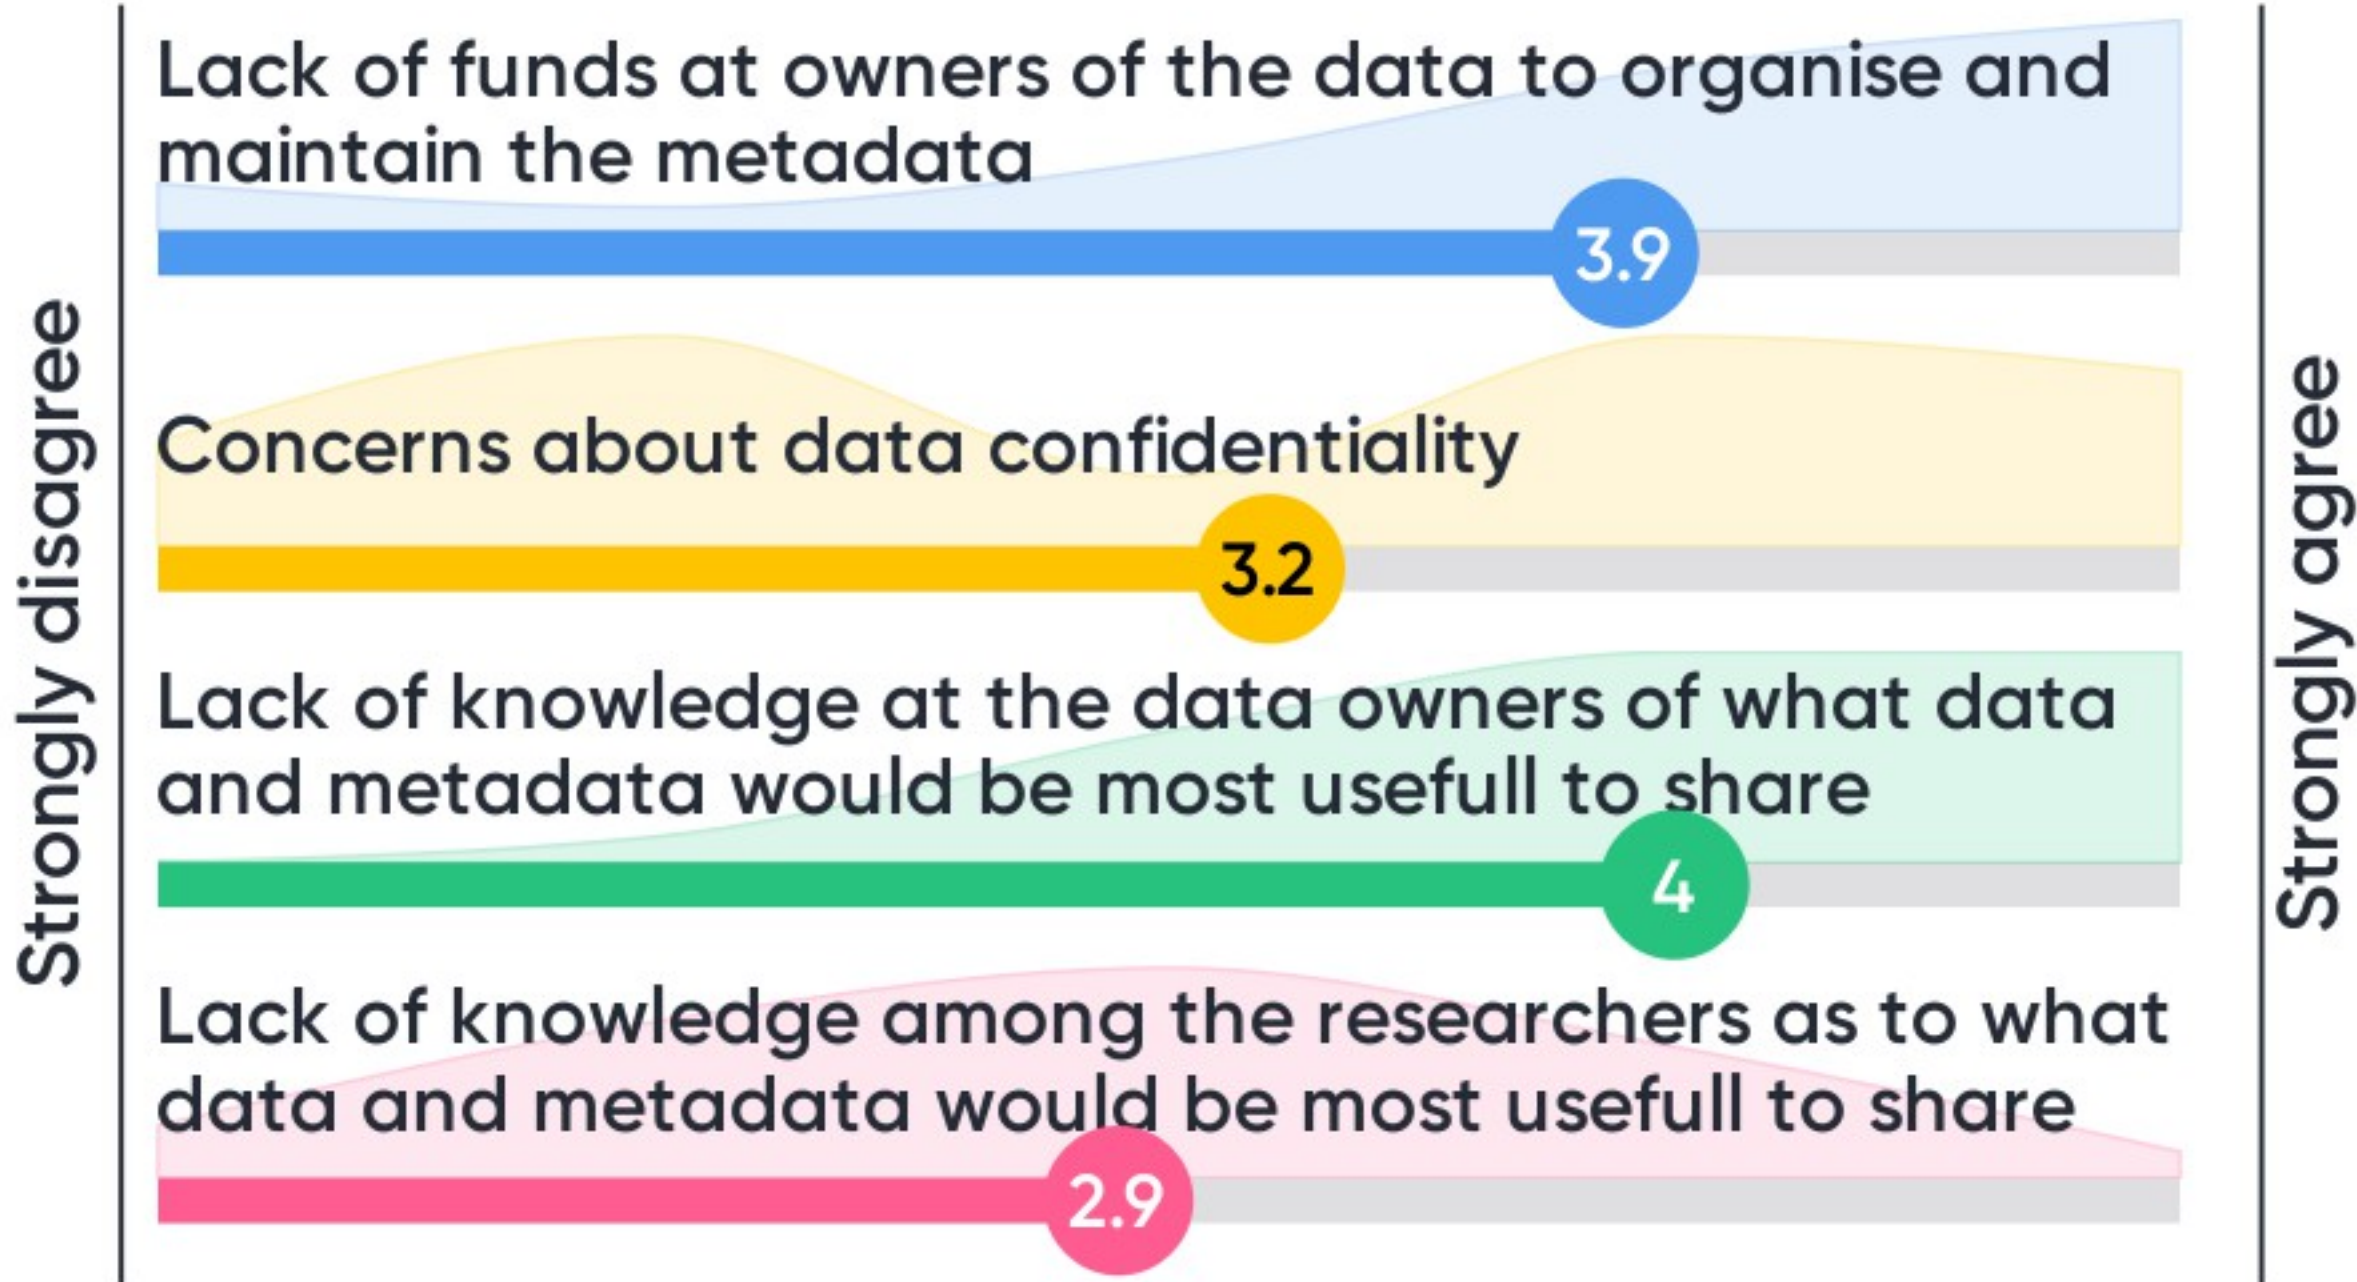 Strongly disagree
Lack of funds at owners of the data to organise and
maintain the metadata
3.9
Concerns about data confidentiality
3.2
Lack of knowledge at the data owners of what data
and metadata would be most usefull to share
4
Lack of knowledge among the researchers as to what
data and metadata would be most usefull to share
2.9
Strongly agree